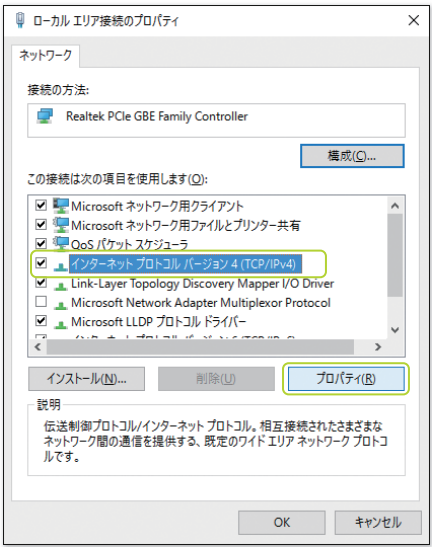 ローカル エリア接続のプロパティ
ネットワーク
接続の方法:
Realtek PCIe GBE Family Controller
構成(C)...
この接続は次の項目を使用します(O):
Microsoft ネットワーク用クライアント
Microsoft ネットワーク用ファイルとプリンター共有
QoS パケット スケジューラ
インターネット プロトコル バージョン 4 (TCP/IPv4)
Link-Layer Topology Discovery Mapper I/O Driver
Microsoft Network Adapter Multiplexor Protocol
Microsoft LLDP プロトコル ドライバー
インストール(N)...
削除(U)
プロパティ(R)
説明
伝送制御プロトコル/インターネット プロトコル。相互接続されたさまざまな
ネットワーク間の通信を提供する、既定のワイド エリア ネットワーク プロトコ
ルです。
OK
キャンセル